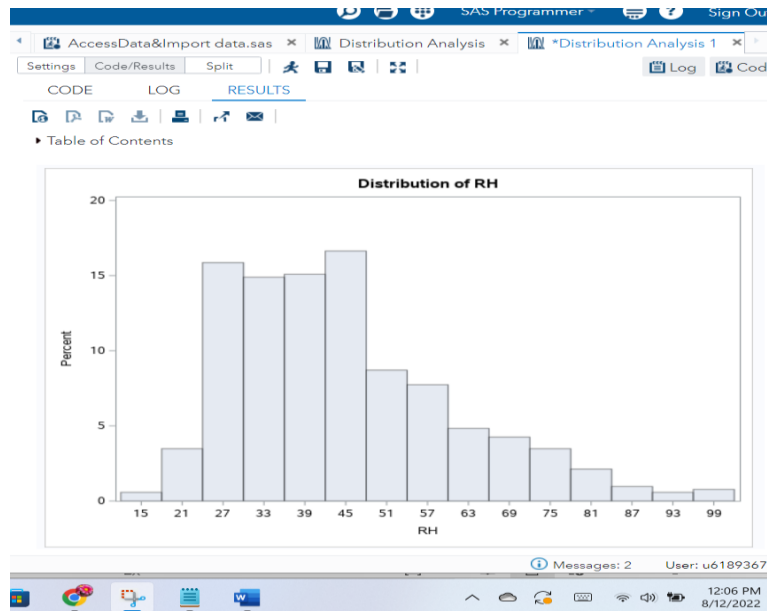 SAS Programmer
? Sign Ou
AccessData&Import data.sas × Distribution Analysis × *Distribution Analysis 1 ×
Settings Code/Results Split Log Cod
CODE LOG RESULTS
Table of Contents
Distribution of RH
20
15
10
5
0
Percent
15 21 27 33 39 45 51 57 63 69 75 81 87 93 99
RH
Messages: 2 User: u6189367
12:06 PM
8/12/2022